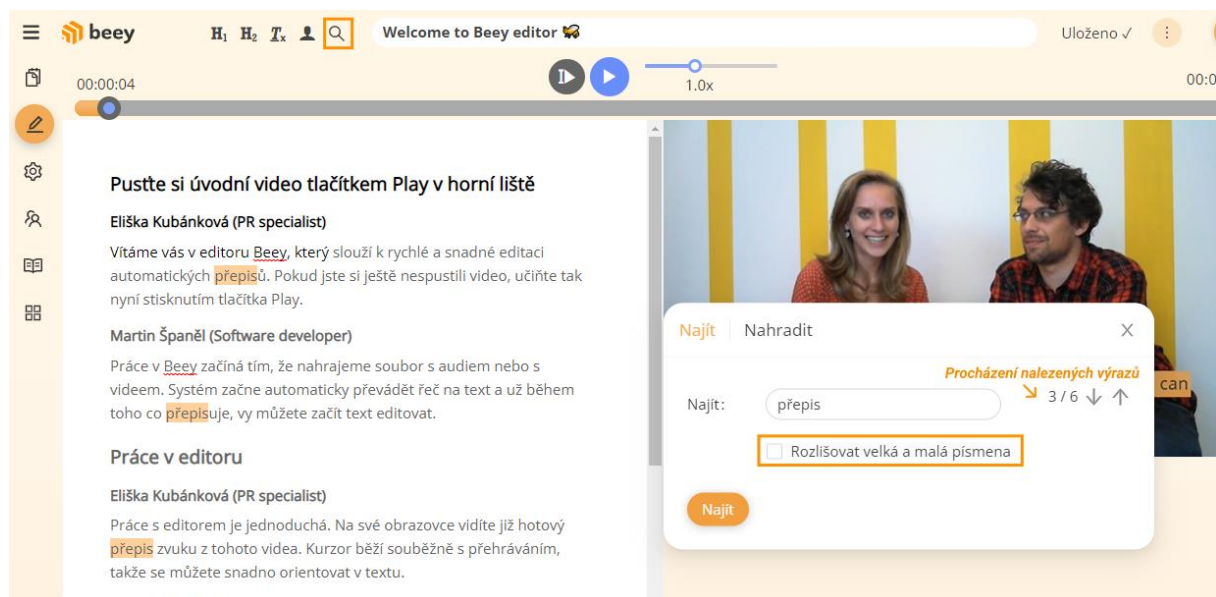 beey
H₁ H₂ Tₓ
Welcome to Beey editor
Uloženo ✓
00:00:04
1.0x
00:0
Pusťte si úvodní video tlačítkem Play v horní liště
Eliška Kubánková (PR specialist)
Vítáme vás v editoru Beey, který slouží k rychlé a snadné editaci
automatických přepisů. Pokud jste si ještě nespustili video, učiňte tak
nyní stisknutím tlačítka Play.
Martin Španěl (Software developer)
Práce v Beey začíná tím, že nahrajeme soubor s audiem nebo s
videem. Systém začne automaticky převádět řeč na text a už během
toho co přepisuje, vy můžete začít text editovat.
Práce v editoru
Eliška Kubánková (PR specialist)
Práce s editorem je jednoduchá. Na své obrazovce vidíte již hotový
přepis zvuku z tohoto videa. Kurzor běží souběžně s přehráváním,
takže se můžete snadno orientovat v textu.
Najít Nahradit X
Procházení nalezených výrazů
Najít: přepis 3 / 6
can
Rozlišovat velká a malá písmena
Najít